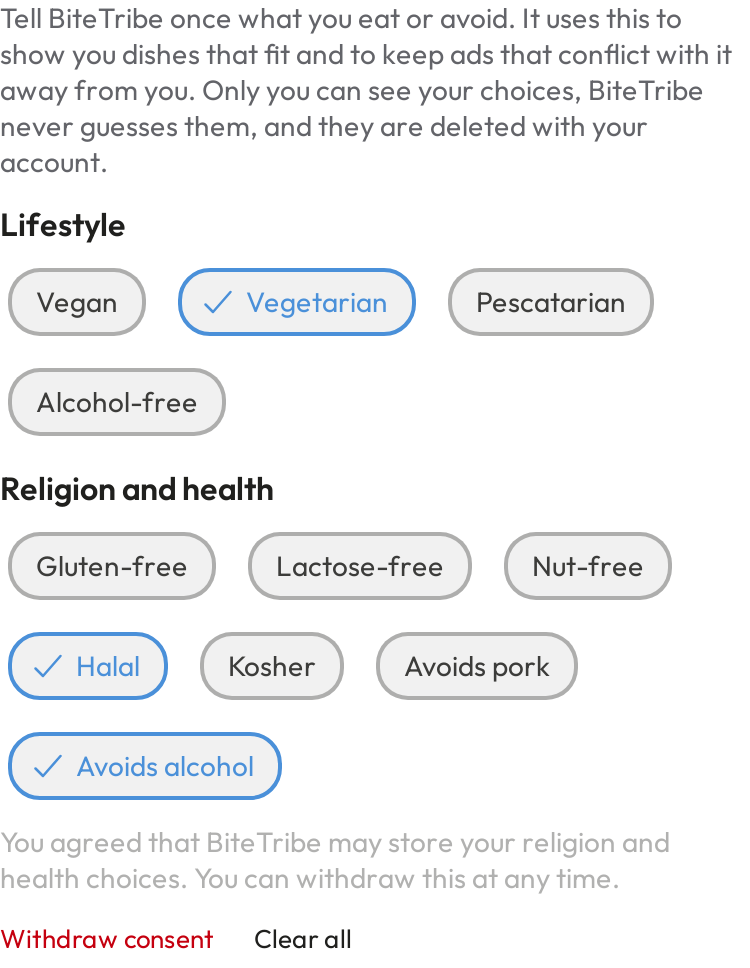 Tell BiteTribe once what you eat or avoid. It uses this to
show you dishes that fit and to keep ads that conflict with it
away from you. Only you can see your choices, BiteTribe
never guesses them, and they are deleted with your
account.
Lifestyle
Vegan
Vegetarian
Pescatarian
Alcohol-free
Religion and health
Gluten-free
Lactose-free
Nut-free
Halal
Kosher
Avoids pork
Avoids alcohol
You agreed that BiteTribe may store your religion and
health choices. You can withdraw this at any time.
Withdraw consent
Clear all